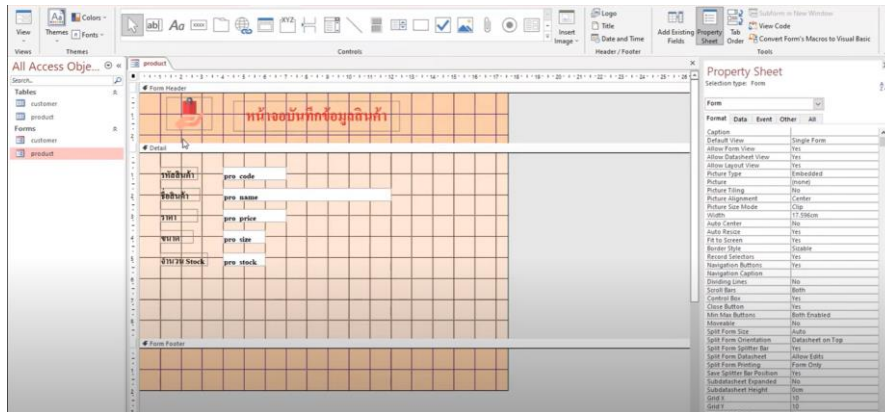 View
Themes
Colors
Fonts
Aa
ab|
Aa
XYZ
Insert
Image
Logo
Title
Date and Time
Add Existing
Fields
Property
Sheet
Tab
Order
Subform in New Window
View Code
Convert Form's Macros to Visual Basic
Views
Themes
Controls
Header / Footer
Tools
All Access Obje...
Search...
Tables
customer
product
Forms
customer
product
product
Form Header
หน้าจอบันทึกข้อมูลสินค้า
Detail
รหัสสินค้า pro_code
ชื่อสินค้า pro_name
ราคา pro_price
ขนาด pro_size
จำนวน Stock pro_stock
Form Footer
Property Sheet
Selection type: Form
Form
Format Data Event Other All
Caption
Default View Single Form
Allow Form View Yes
Allow Datasheet View Yes
Allow Layout View Yes
Picture Type Embedded
Picture (none)
Picture Tiling No
Picture Alignment Center
Picture Size Mode Clip
Width 17.596cm
Auto Center No
Auto Resize Yes
Fit to Screen Yes
Border Style Sizable
Record Selectors Yes
Navigation Buttons Yes
Navigation Caption
Dividing Lines No
Scroll Bars Both
Control Box Yes
Close Button Yes
Min Max Buttons Both Enabled
Moveable No
Split Form Size Auto
Split Form Orientation Datasheet on Top
Split Form Splitter Bar Yes
Split Form Datasheet Allow Edits
Split Form Printing Form Only
Save Splitter Bar Position Yes
Subdatasheet Expanded No
Subdatasheet Height 0cm
Grid X 10
Grid Y 10